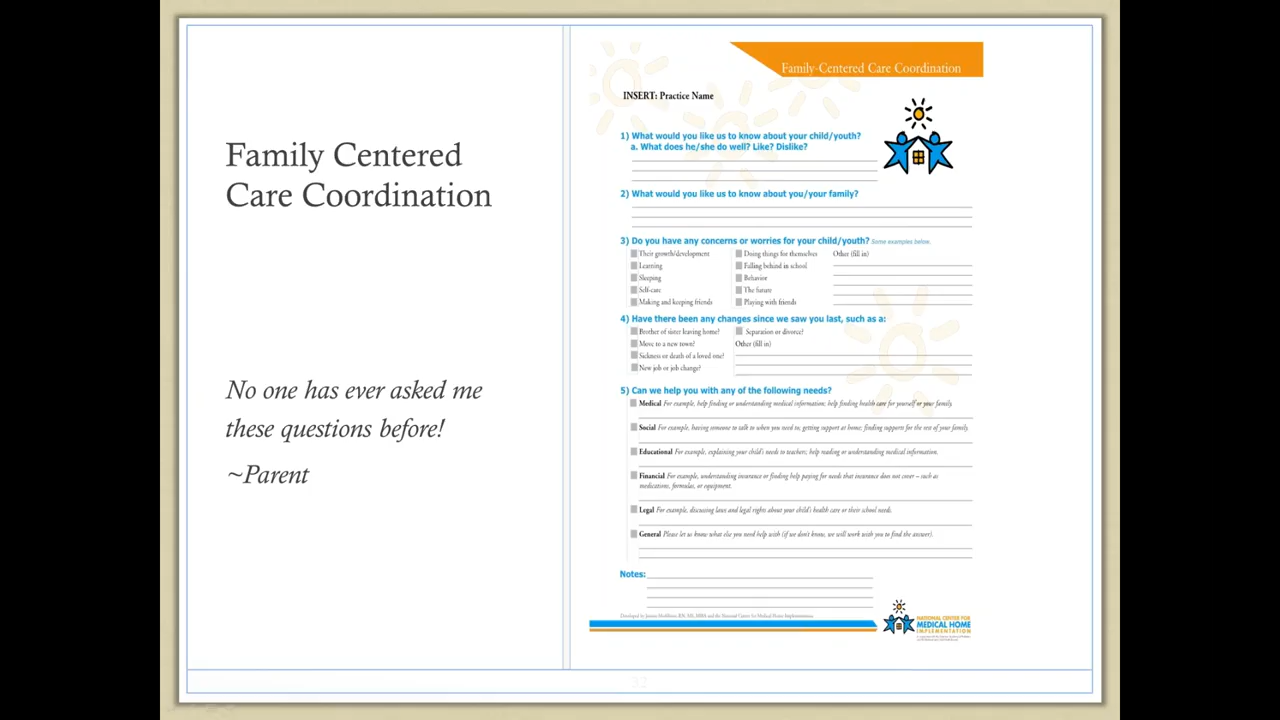 Family Centered
Care Coordination
No one has ever asked me
these questions before!
~Parent
Family-Centered Care Coordination
INSERT: Practice Name
1) What would you like us to know about your child/youth?
a. What does he/she do well? Like? Dislike?
2) What would you like us to know about you/your family?
3) Do you have any concerns or worries for your child/youth? Some examples below.
Their growth/development
Doing things for themselves
Other (fill in)
Learning
Falling behind in school
Sleeping
Behavior
Self-care
The future
Making and keeping friends
Playing with friends
4) Have there been any changes since we saw you last, such as a:
Brother of sister leaving home?
Separation or divorce?
Move to a new town?
Other (fill in)
Sickness or death of a loved one?
New job or job change?
5) Can we help you with any of the following needs?
Medical For example, help finding or understanding medical information; help finding health care for yourself or your family.
Social For example, having someone to talk to when you need to; getting support at home; finding supports for the rest of your family.
Educational For example, explaining your child's needs to teachers; help reading or understanding medical information.
Financial For example, understanding insurance or finding help paying for needs that insurance does not cover – such as
medications, formulas, or equipment.
Legal For example, discussing laws and legal rights about your child's health care or their school needs.
General Please let us know what else you need help with (if we don't know, we will work with you to find the answer).
Notes:
and the National Center for Medical Home Implementation.
NATIONAL CENTER FOR
MEDICAL HOME
IMPLEMENTATION
32